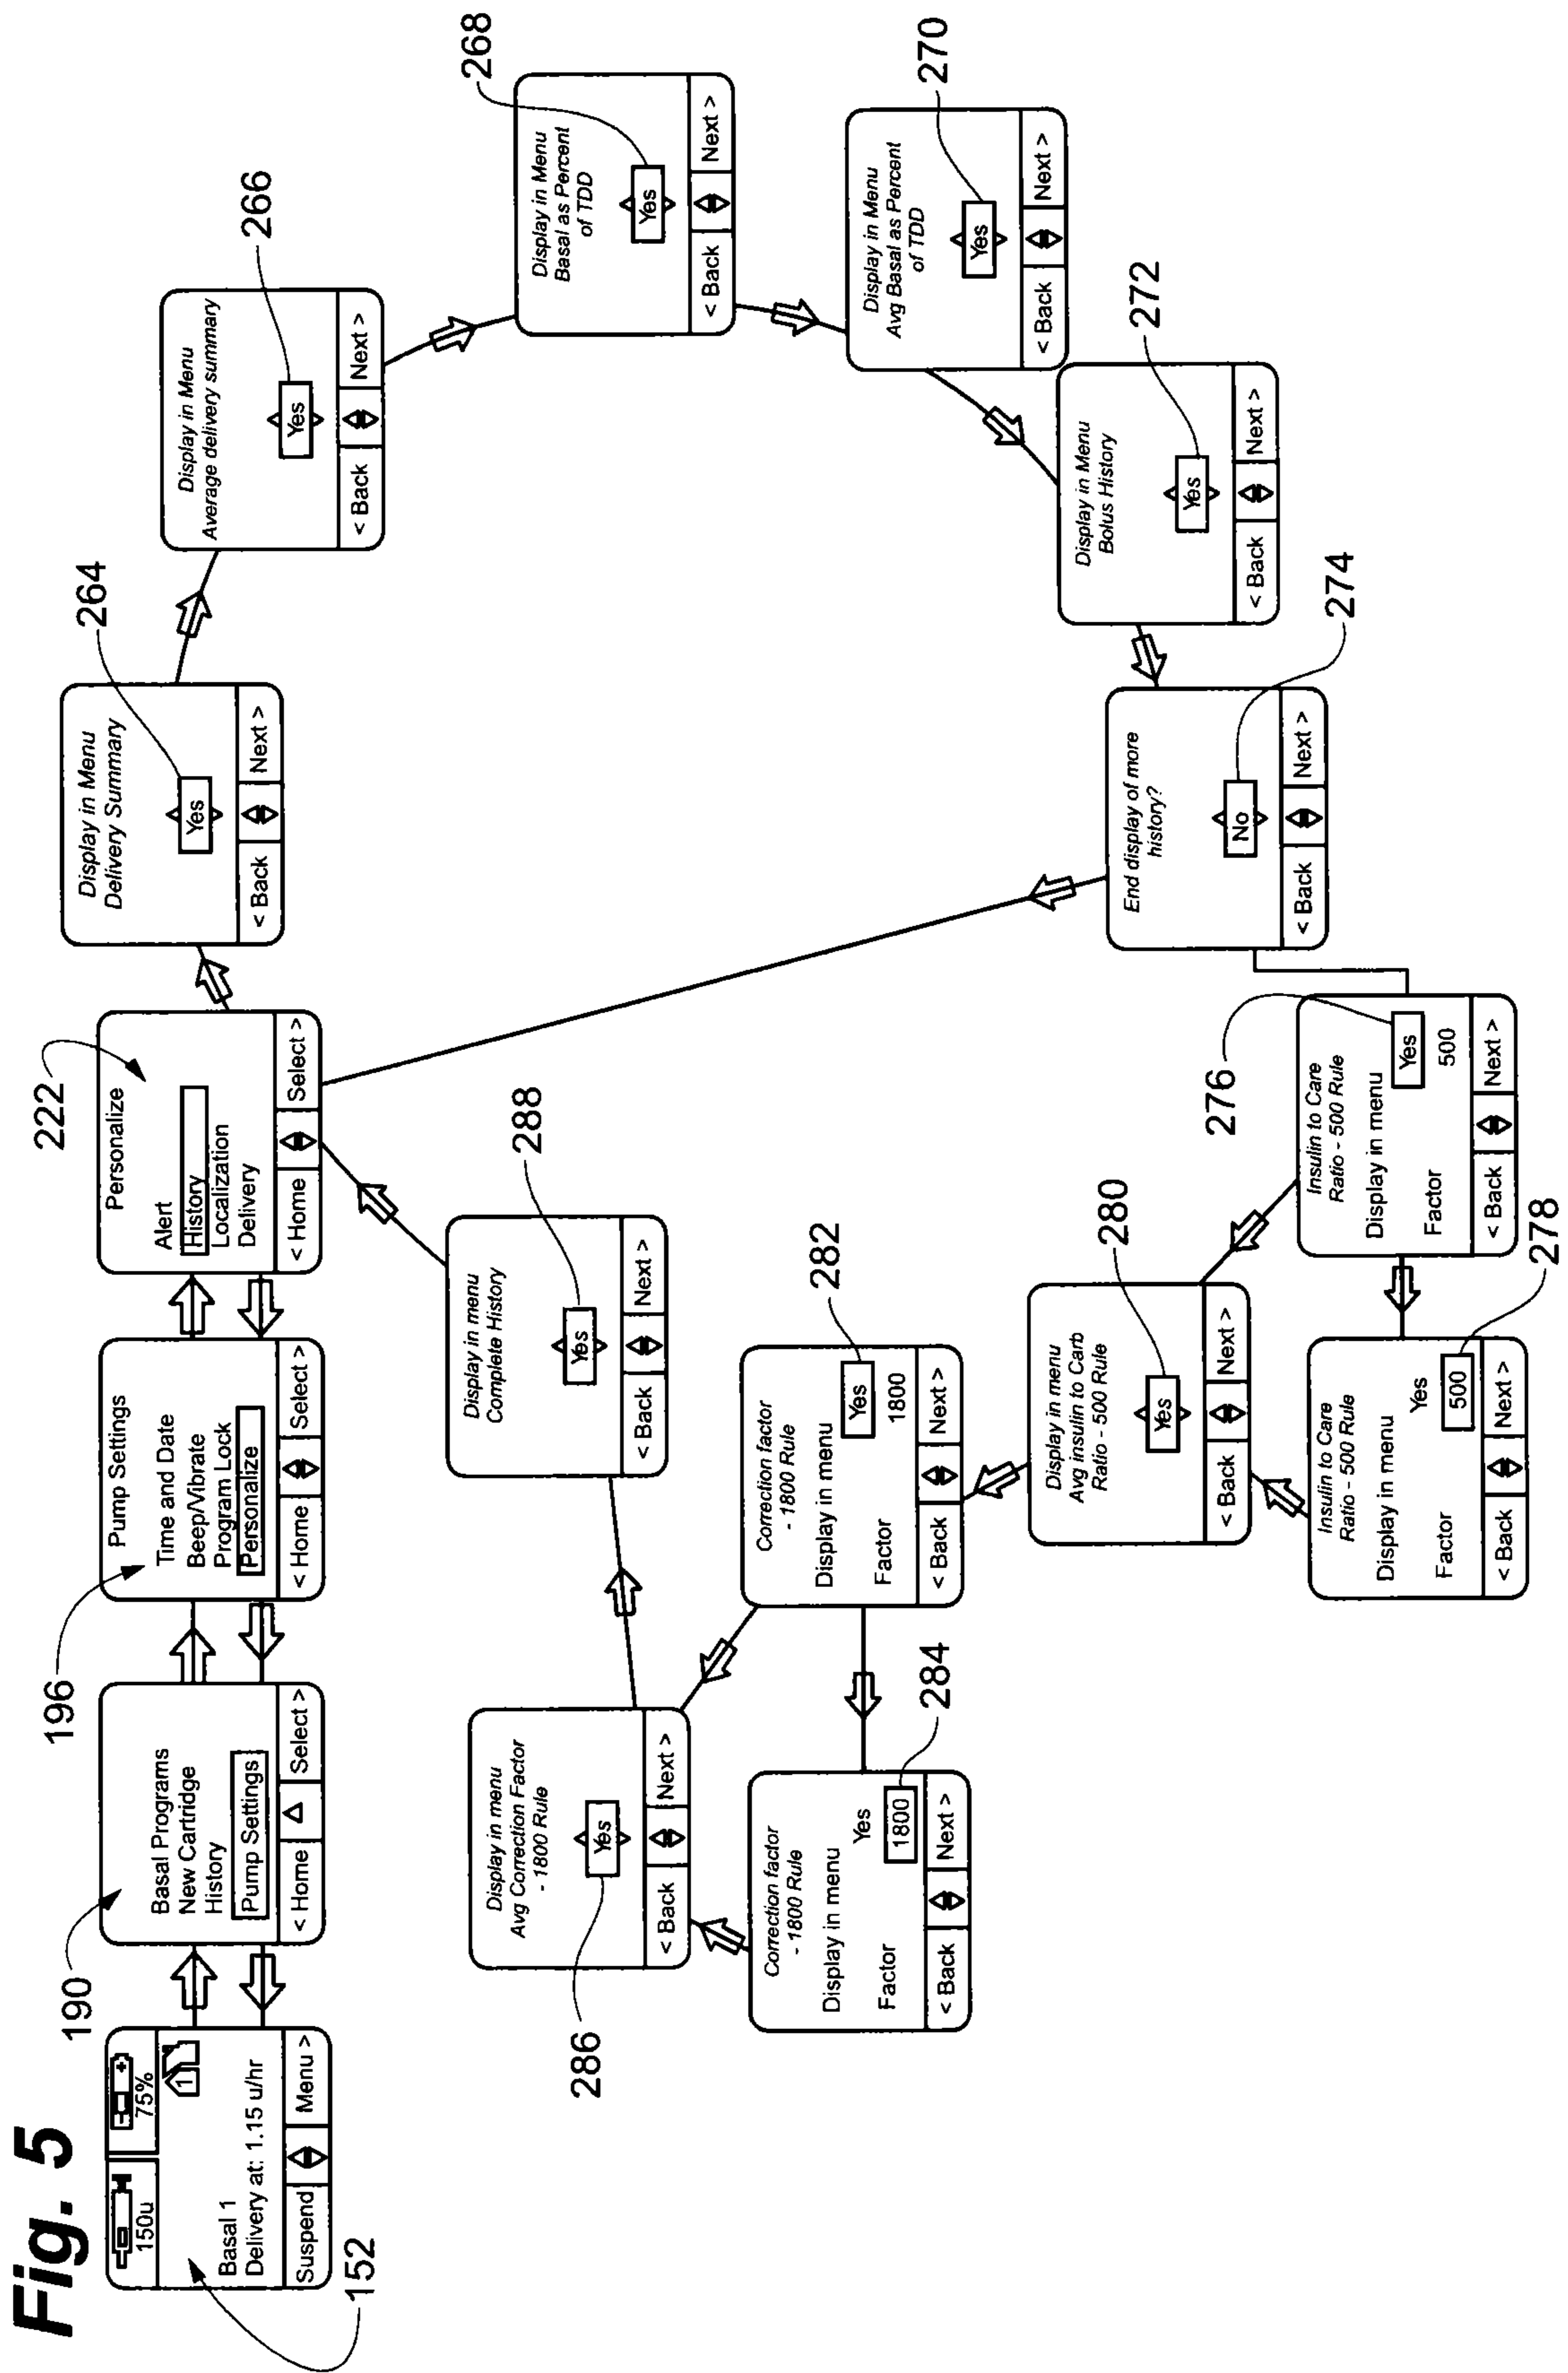 Fig. 5
150u
75%
1
Basal 1
Delivery at: 1.15 u/hr
Suspend
Menu >
152
190
Basal Programs
New Cartridge
History
Pump Settings
< Home
Select >
196
Pump Settings
Time and Date
Beep/Vibrate
Program Lock
Personalize
< Home
Select >
222
Personalize
Alert
History
Localization
Delivery
< Home
Select >
264
Display in Menu
Delivery Summary
Yes
< Back
Next >
266
Display in Menu
Average delivery summary
Yes
< Back
Next >
268
Display in Menu
Basal as Percent
of TDD
Yes
< Back
Next >
270
Display in Menu
Avg Basal as Percent
of TDD
Yes
< Back
Next >
272
Display in Menu
Bolus History
Yes
< Back
Next >
274
End display of more
history?
No
< Back
Next >
276
Insulin to Care
Ratio - 500 Rule
Display in menu
Yes
Factor
500
< Back
Next >
278
Insulin to Care
Ratio - 500 Rule
Display in menu
Yes
Factor
500
< Back
Next >
280
Display in menu
Avg insulin to Carb
Ratio - 500 Rule
Yes
< Back
Next >
282
Correction factor
- 1800 Rule
Display in menu
Yes
Factor
1800
< Back
Next >
284
Correction factor
- 1800 Rule
Display in menu
Yes
Factor
1800
< Back
Next >
286
Display in menu
Avg Correction Factor
- 1800 Rule
Yes
< Back
Next >
288
Display in menu
Complete History
Yes
< Back
Next >